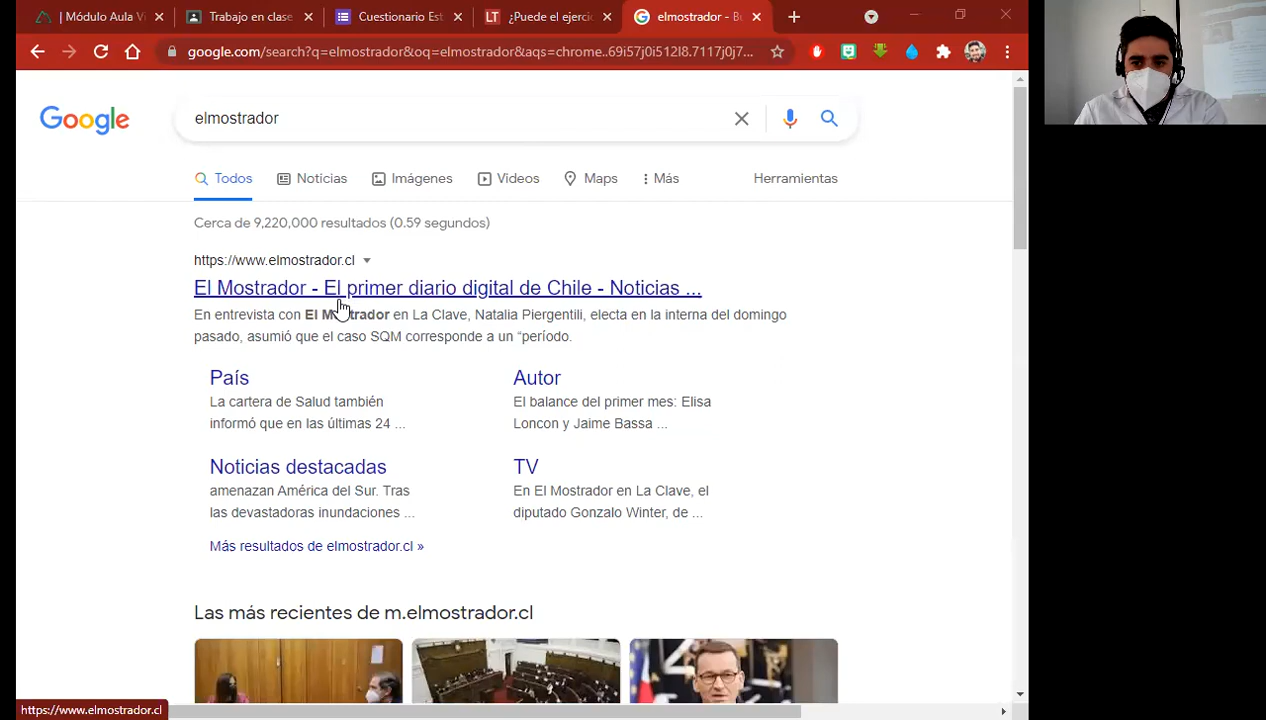 | Módulo Aula Vi
Trabajo en clase
Cuestionario Est
LT ¿Puede el ejercic
elmostrador - Bu
google.com/search?q=elmostrador&oq=elmostrador&aqs=chrome..69i57j0i512l8.7117j0j7...
Google
elmostrador
Todos
Noticias
Imágenes
Videos
Maps
Más
Herramientas
Cerca de 9,220,000 resultados (0.59 segundos)
https://www.elmostrador.cl
El Mostrador - El primer diario digital de Chile - Noticias ...
En entrevista con El Mostrador en La Clave, Natalia Piergentili, electa en la interna del domingo
pasado, asumió que el caso SQM corresponde a un “período.
País
La cartera de Salud también
informó que en las últimas 24 ...
Autor
El balance del primer mes: Elisa
Loncon y Jaime Bassa ...
Noticias destacadas
amenazan América del Sur. Tras
las devastadoras inundaciones ...
TV
En El Mostrador en La Clave, el
diputado Gonzalo Winter, de ...
Más resultados de elmostrador.cl »
Las más recientes de m.elmostrador.cl
https://www.elmostrador.cl